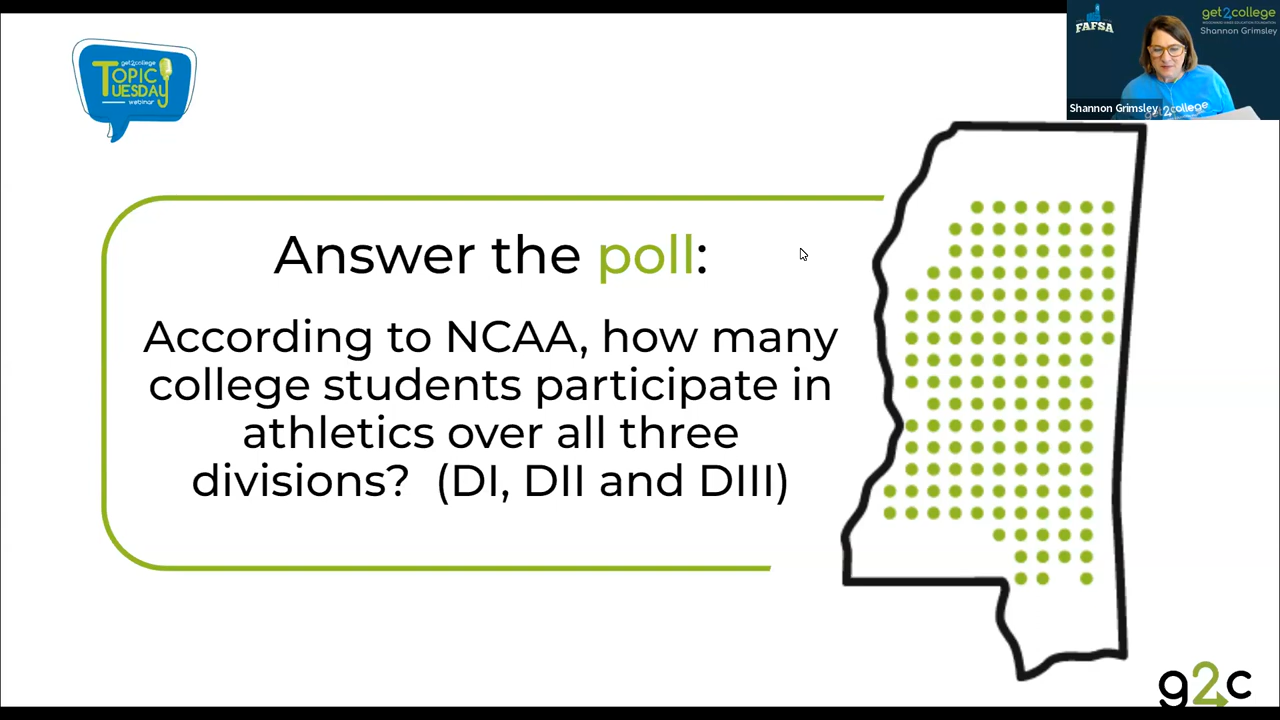 get2college
TOPIC
TUESDAY
webinar
FAFSA
get2college
Shannon Grimsley
Shannon Grimsley
get2college
Answer the poll:
According to NCAA, how many
college students participate in
athletics over all three
divisions?  (DI, DII and DIII)
g2c